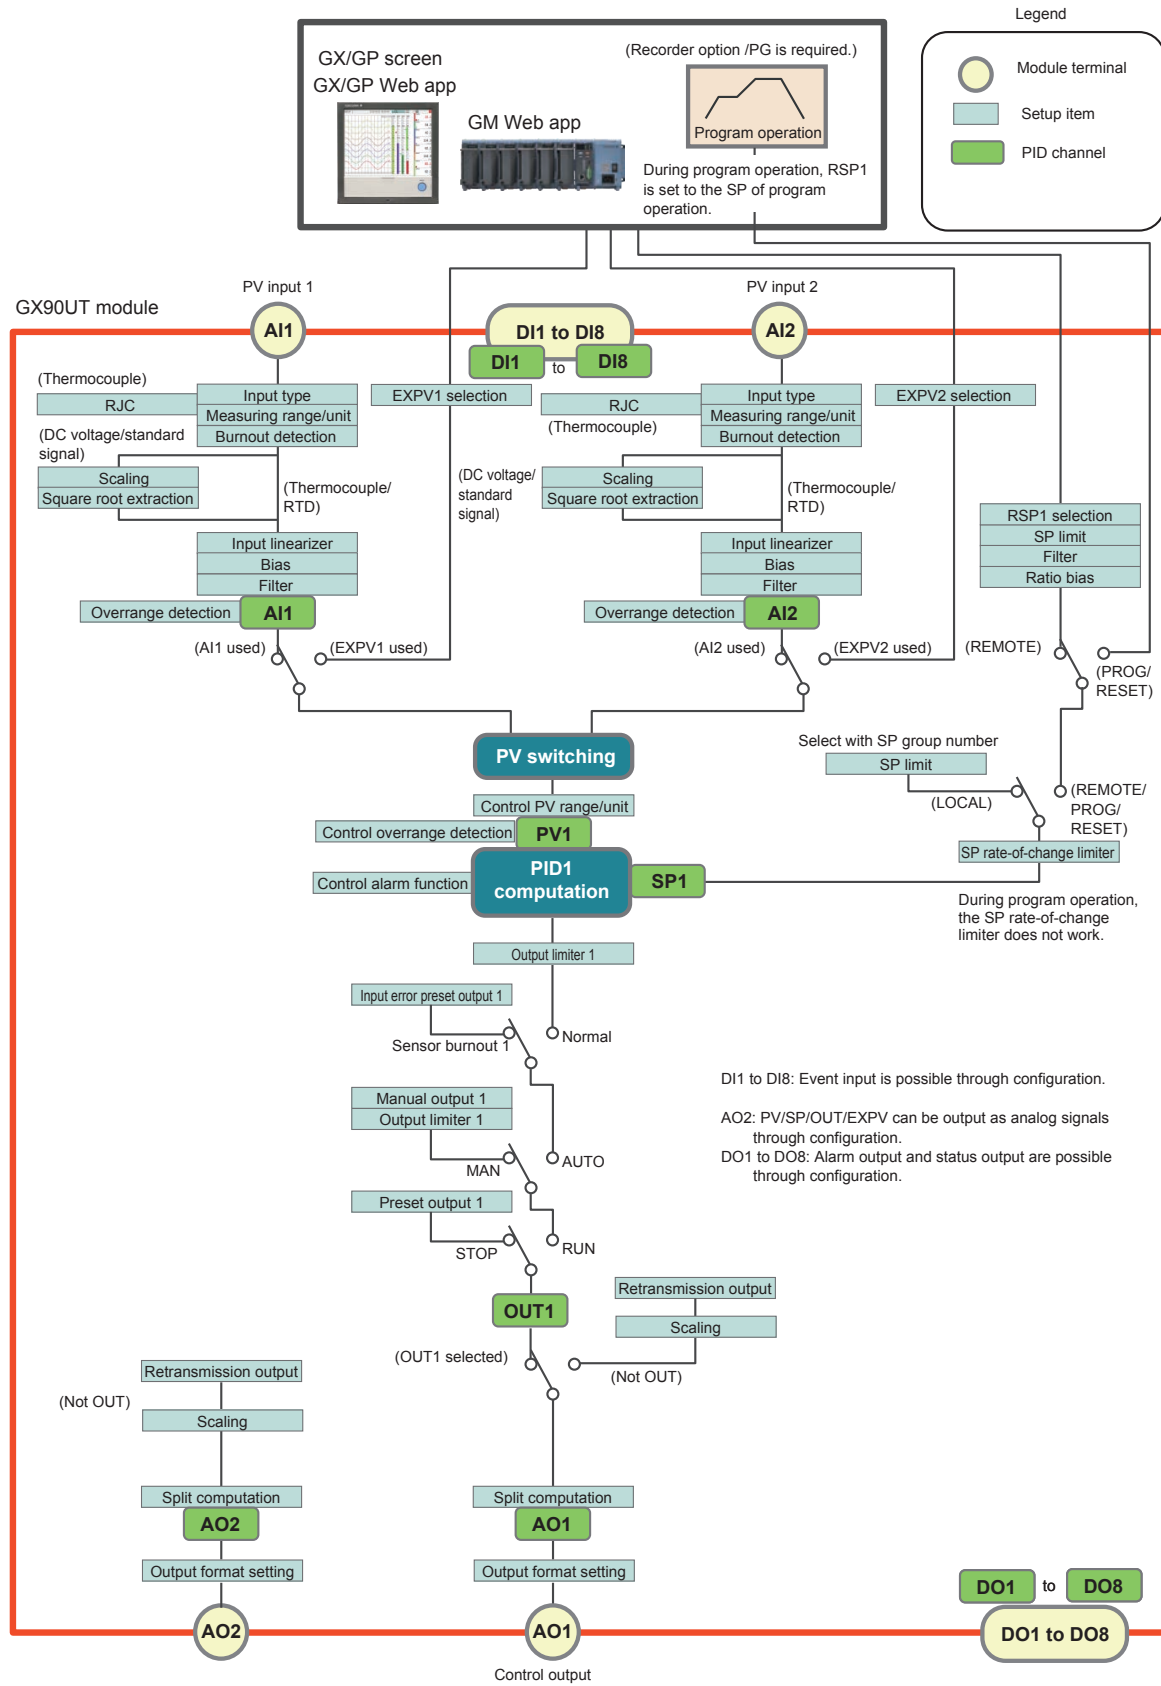 Legend
Module terminal
Setup item
PID channel
GX/GP screen
GX/GP Web app
GM Web app
(Recorder option /PG is required.)
Program operation
During program operation, RSP1
is set to the SP of program
operation.
GX90UT module
PV input 1
AI1
DI1 to DI8
DI1 to DI8
PV input 2
AI2
(Thermocouple)
RJC
Input type
Measuring range/unit
Burnout detection
(DC voltage/standard
signal)
Scaling
Square root extraction
(Thermocouple/
RTD)
Input linearizer
Bias
Filter
Overrange detection
AI1
(AI1 used)
(EXPV1 used)
EXPV1 selection
RJC
(Thermocouple)
Input type
Measuring range/unit
Burnout detection
(DC voltage/
standard
signal)
Scaling
Square root extraction
(Thermocouple/
RTD)
Input linearizer
Bias
Filter
Overrange detection
AI2
(AI2 used)
(EXPV2 used)
EXPV2 selection
RSP1 selection
SP limit
Filter
Ratio bias
(REMOTE)
(PROG/
RESET)
PV switching
Select with SP group number
SP limit
(LOCAL)
(REMOTE/
PROG/
RESET)
Control PV range/unit
Control overrange detection
PV1
SP rate-of-change limiter
Control alarm function
PID1
computation
SP1
During program operation,
the SP rate-of-change
limiter does not work.
Output limiter 1
Input error preset output 1
Sensor burnout 1
Normal
Manual output 1
Output limiter 1
MAN
AUTO
Preset output 1
STOP
RUN
DI1 to DI8: Event input is possible through configuration.
AO2: PV/SP/OUT/EXPV can be output as analog signals
through configuration.
DO1 to DO8: Alarm output and status output are possible
through configuration.
OUT1
Retransmission output
Scaling
(OUT1 selected)
(Not OUT)
Retransmission output
(Not OUT)
Scaling
Split computation
AO2
Output format setting
AO2
Split computation
AO1
Output format setting
AO1
Control output
DO1 to DO8
DO1 to DO8